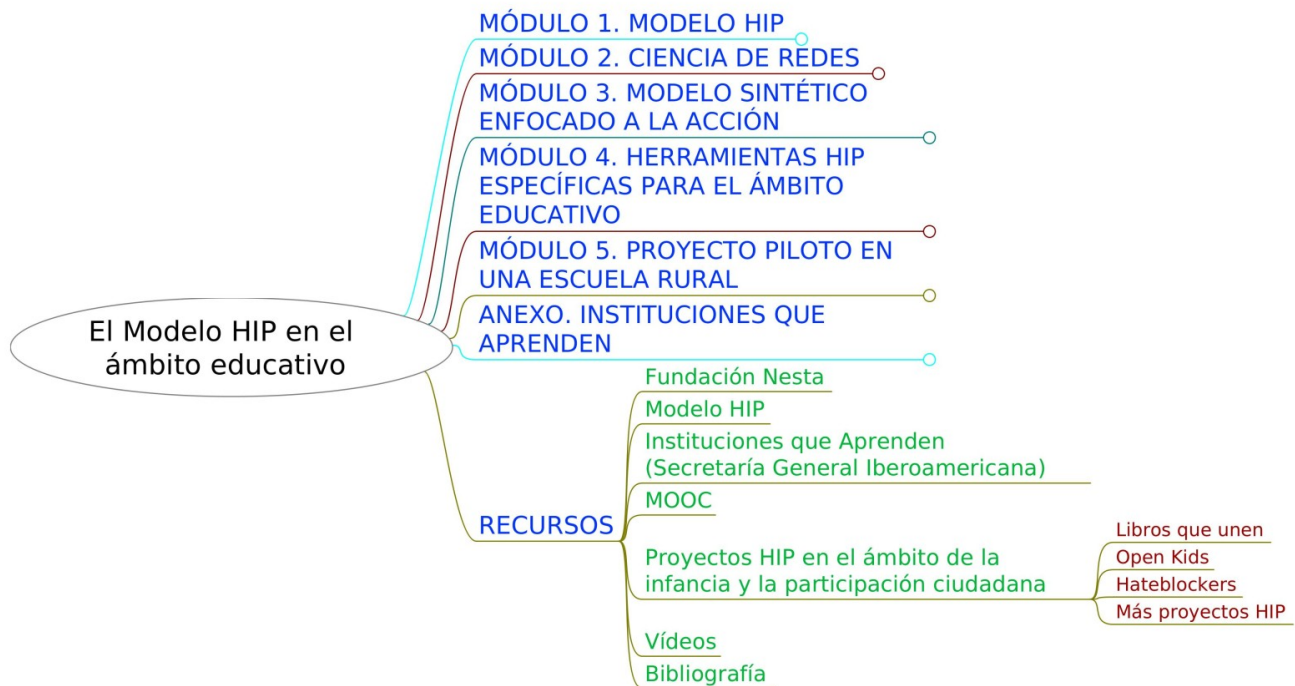 MÓDULO 1. MODELO HIP
MÓDULO 2. CIENCIA DE REDES
MÓDULO 3. MODELO SINTÉTICO
ENFOCADO A LA ACCIÓN
MÓDULO 4. HERRAMIENTAS HIP
ESPECÍFICAS PARA EL ÁMBITO
EDUCATIVO
MÓDULO 5. PROYECTO PILOTO EN
UNA ESCUELA RURAL
ANEXO. INSTITUCIONES QUE
APRENDEN
El Modelo HIP en el
ámbito educativo
RECURSOS
Fundación Nesta
Modelo HIP
Instituciones que Aprenden
(Secretaría General Iberoamericana)
MOOC
Proyectos HIP en el ámbito de la
infancia y la participación ciudadana
Libros que unen
Open Kids
Hateblockers
Más proyectos HIP
Vídeos
Bibliografía